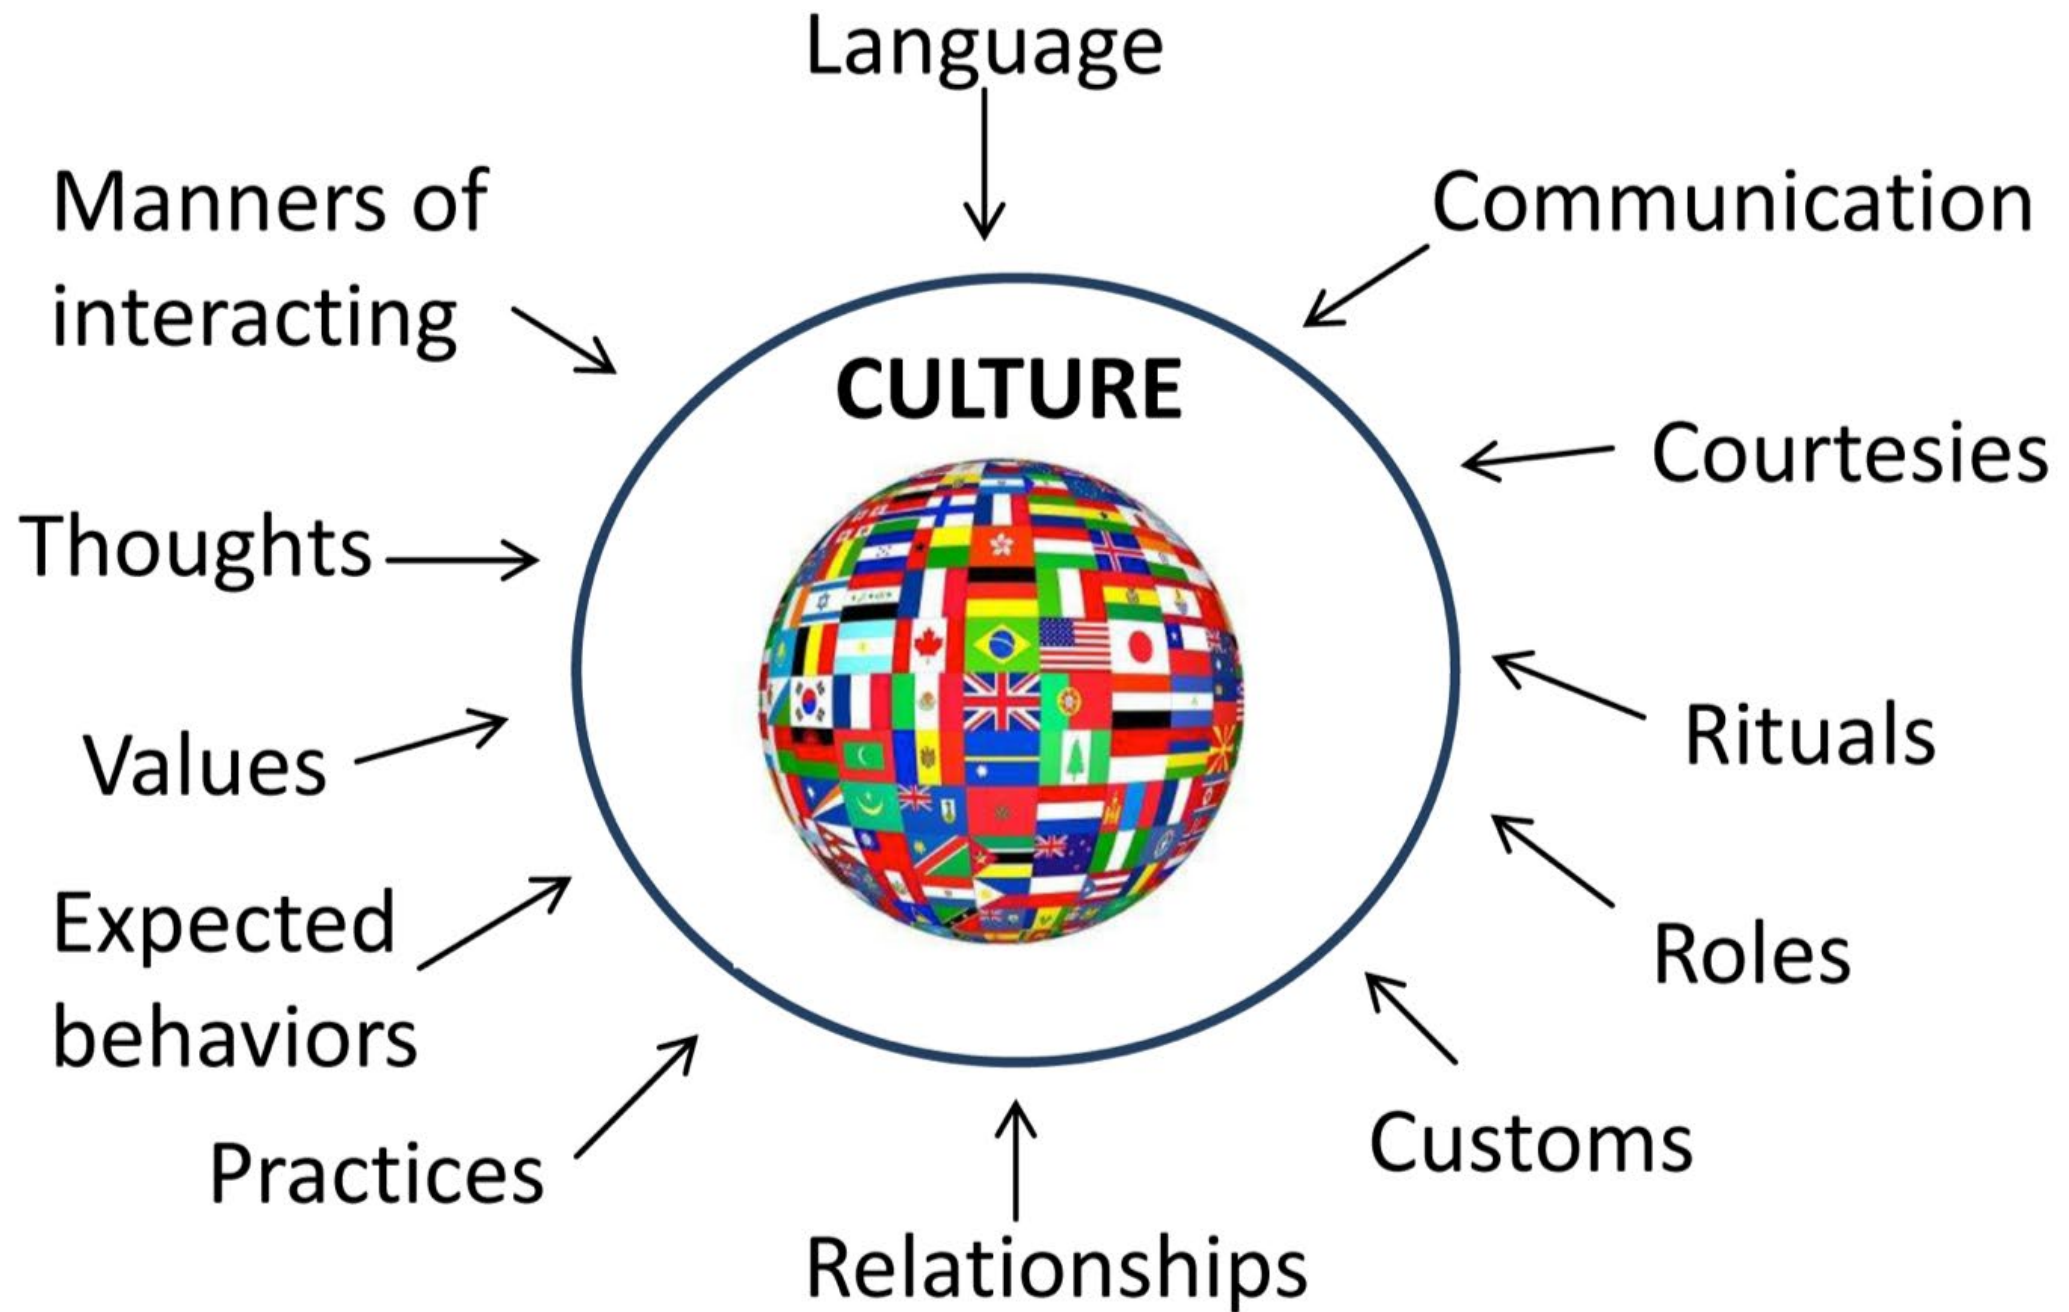 Language
Manners of
interacting
Communication
CULTURE
Courtesies
Thoughts
Rituals
Values
Expected
behaviors
Roles
Practices
Customs
Relationships